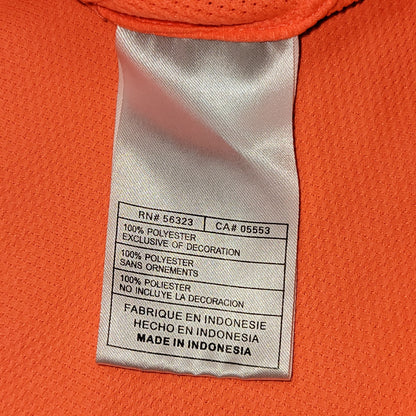 RN# 56323 CA# 05553
100% POLYESTER
EXCLUSIVE OF DECORATION
100% POLYESTER
SANS ORNEMENTS
100% POLIESTER
NO INCLUYE LA DECORACION
FABRIQUE EN INDONESIE
HECHO EN INDONESIA
MADE IN INDONESIA